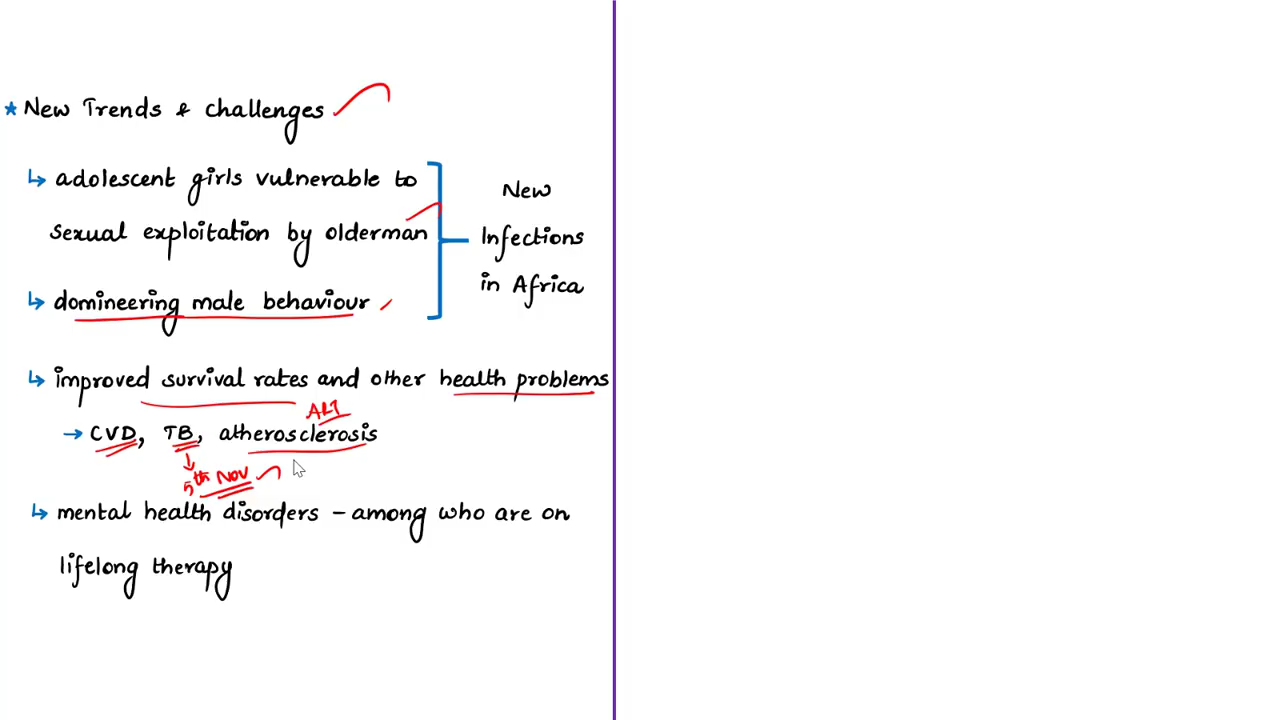 * New Trends & challenges
↳ adolescent girls vulnerable to
sexual exploitation by olderman
↳ domineering male behaviour
New
Infections
in Africa
↳ improved survival rates and other health problems
ART
→ CVD, TB, atherosclerosis
5th NOV
↳ mental health disorders - among who are on
lifelong therapy